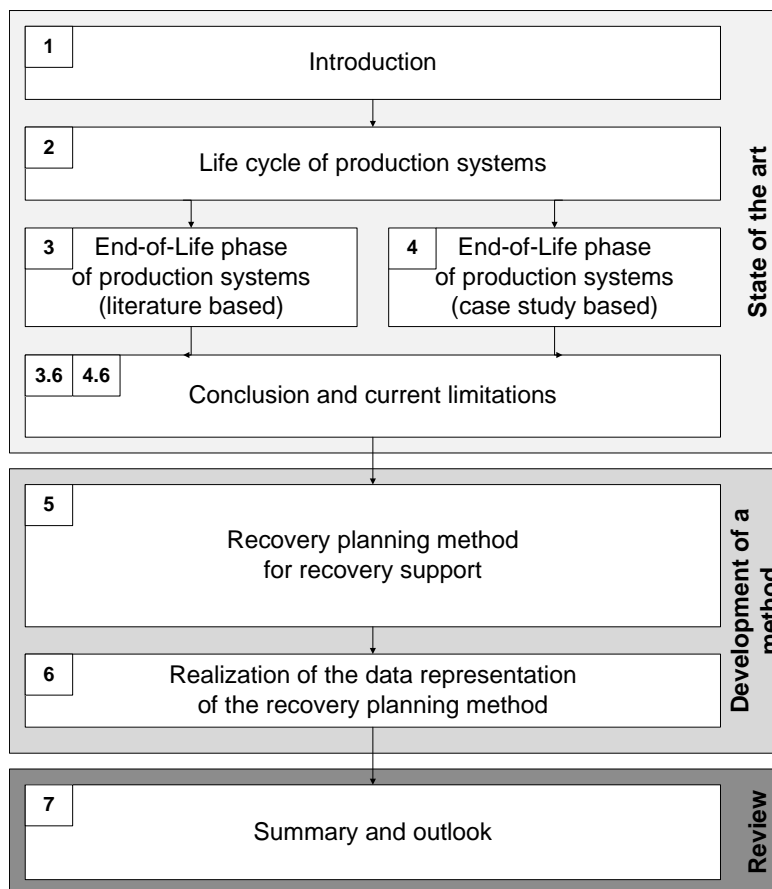 1
Introduction
2
Life cycle of production systems
3
End-of-Life phase
of production systems
(literature based)
4
End-of-Life phase
of production systems
(case study based)
3.6
4.6
Conclusion and current limitations
State of the art
5
Recovery planning method
for recovery support
6
Realization of the data representation
of the recovery planning method
Development of a
method
7
Summary and outlook
Review